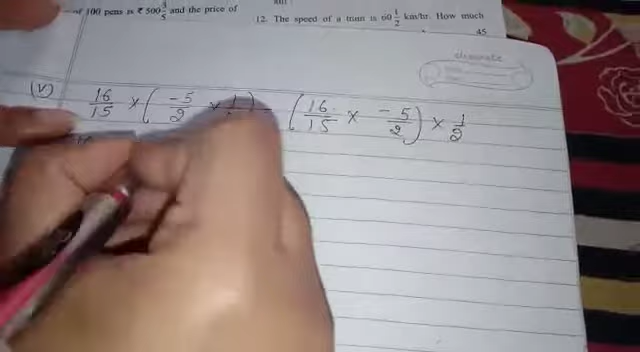 of 100 pens is ₹ 500 3/5 and the price of
12. The speed of a train is 60 1/2 km/hr. How much
45
classmate
(V) 16/15 × ( -5/2 × 1 ) = ( 16/15 × -5/2 ) × 1/2